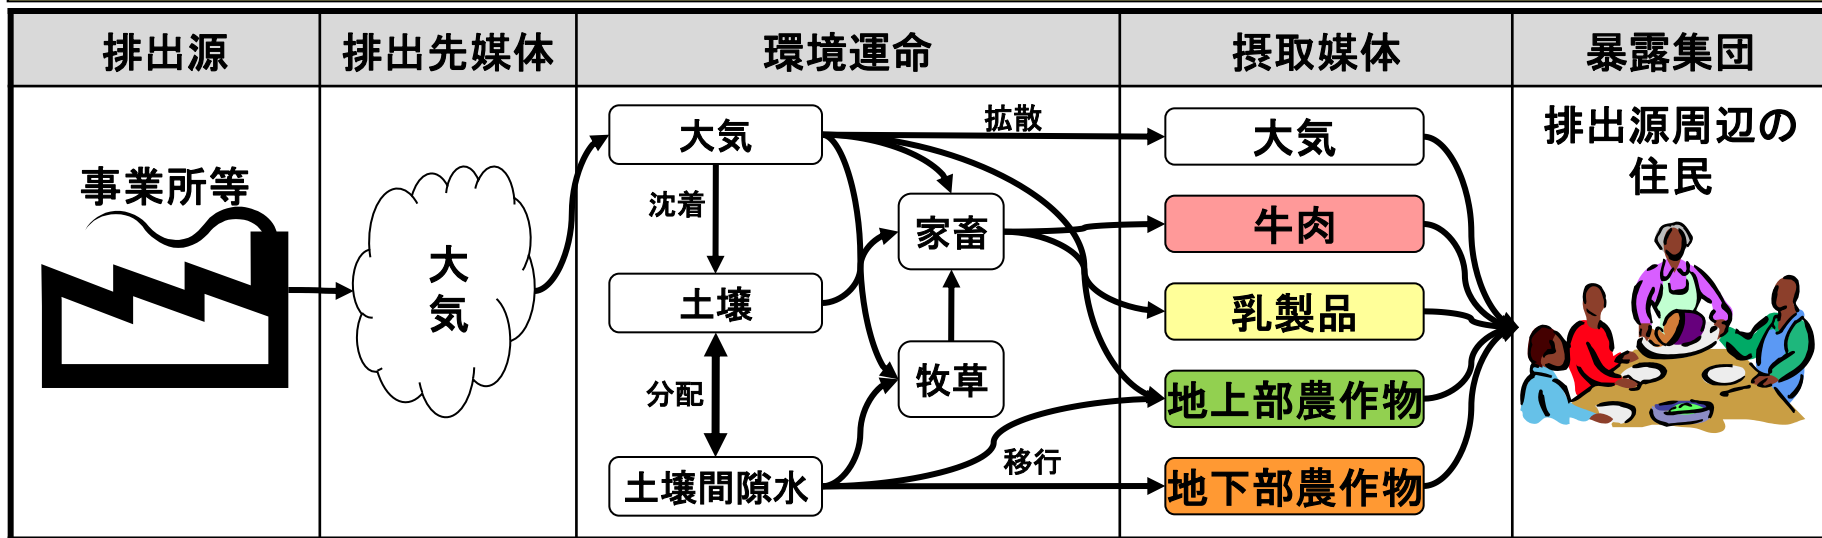 排出源
排出先媒体
環境運命
摂取媒体
暴露集団
事業所等
大
気
大気
沈着
土壌
分配
土壌間隙水
家畜
牧草
拡散
移行
大気
牛肉
乳製品
地上部農作物
地下部農作物
排出源周辺の
住民